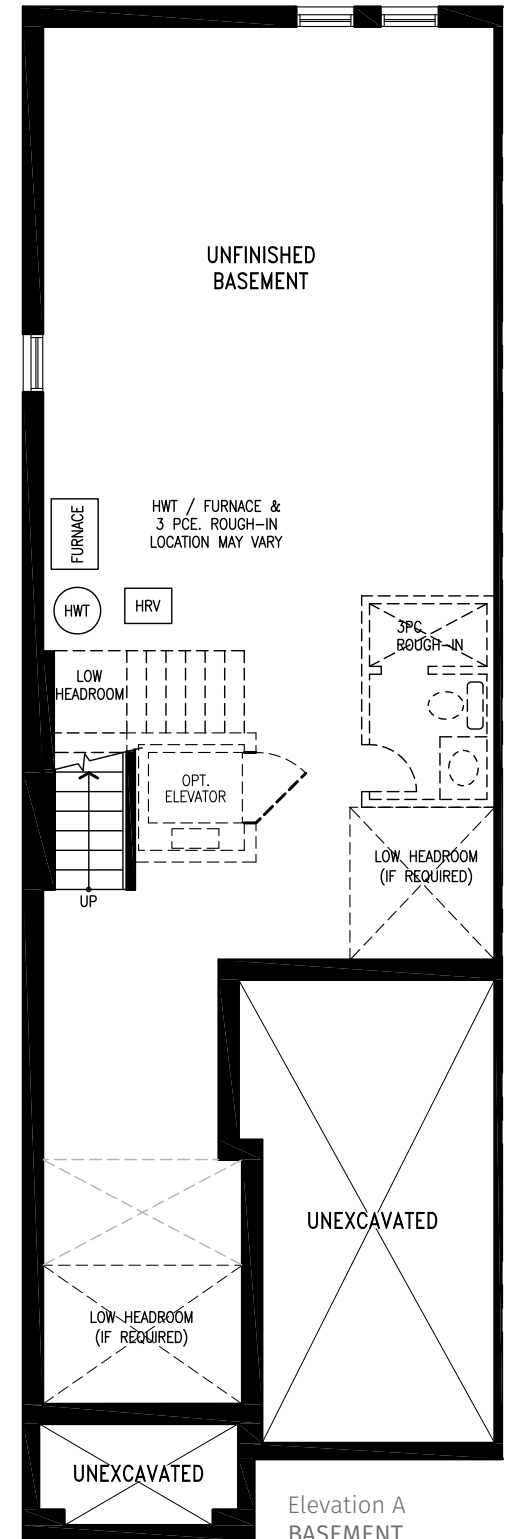 UNFINISHED
BASEMENT
FURNACE
HWT / FURNACE &
3 PCE. ROUGH-IN
LOCATION MAY VARY
HWT
HRV
3PC
ROUGH-IN
LOW
HEADROOM
OPT.
ELEVATOR
LOW HEADROOM
(IF REQUIRED)
UP
UNEXCAVATED
LOW HEADROOM
(IF REQUIRED)
UNEXCAVATED
Elevation A
BASEMENT